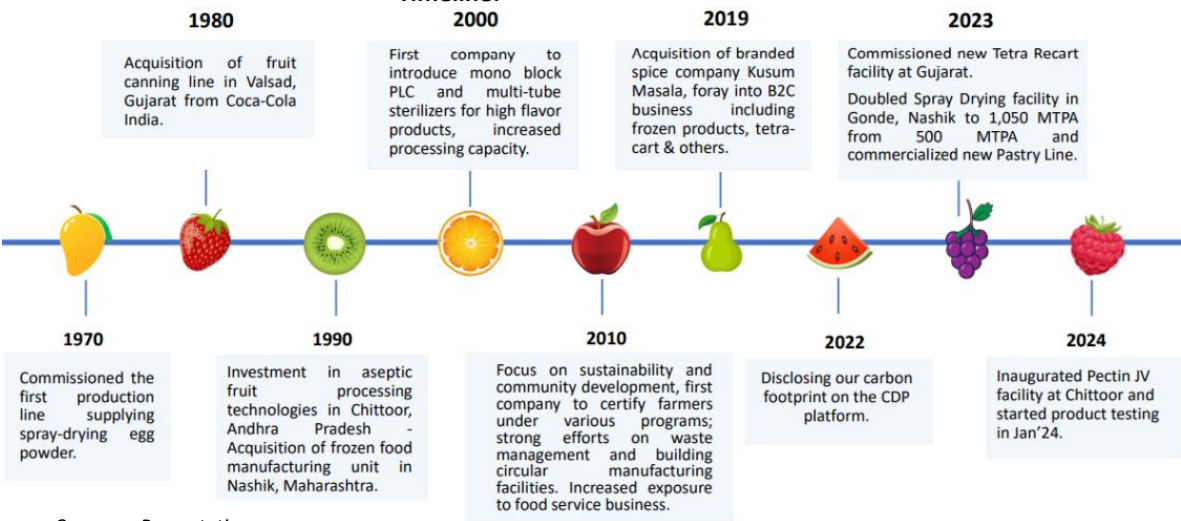 Timeline:
1980
Acquisition of fruit
canning line in Valsad,
Gujarat from Coca-Cola
India.
2000
First company to
introduce mono block
PLC and multi-tube
sterilizers for high flavor
products, increased
processing capacity.
2019
Acquisition of branded
spice company Kusum
Masala, foray into B2C
business including
frozen products, tetra-
cart & others.
2023
Commissioned new Tetra Recart
facility at Gujarat.
Doubled Spray Drying facility in
Gonde, Nashik to 1,050 MTPA
from 500 MTPA and
commercialized new Pastry Line.
1970
Commissioned the
first production
line supplying
spray-drying egg
powder.
1990
Investment in aseptic
fruit processing
technologies in Chittoor,
Andhra Pradesh -
Acquisition of frozen food
manufacturing unit in
Nashik, Maharashtra.
2010
Focus on sustainability and
community development, first
company to certify farmers
under various programs;
strong efforts on waste
management and building
circular manufacturing
facilities. Increased exposure
to food service business.
2022
Disclosing our carbon
footprint on the CDP
platform.
2024
Inaugurated Pectin JV
facility at Chittoor and
started product testing
in Jan'24.